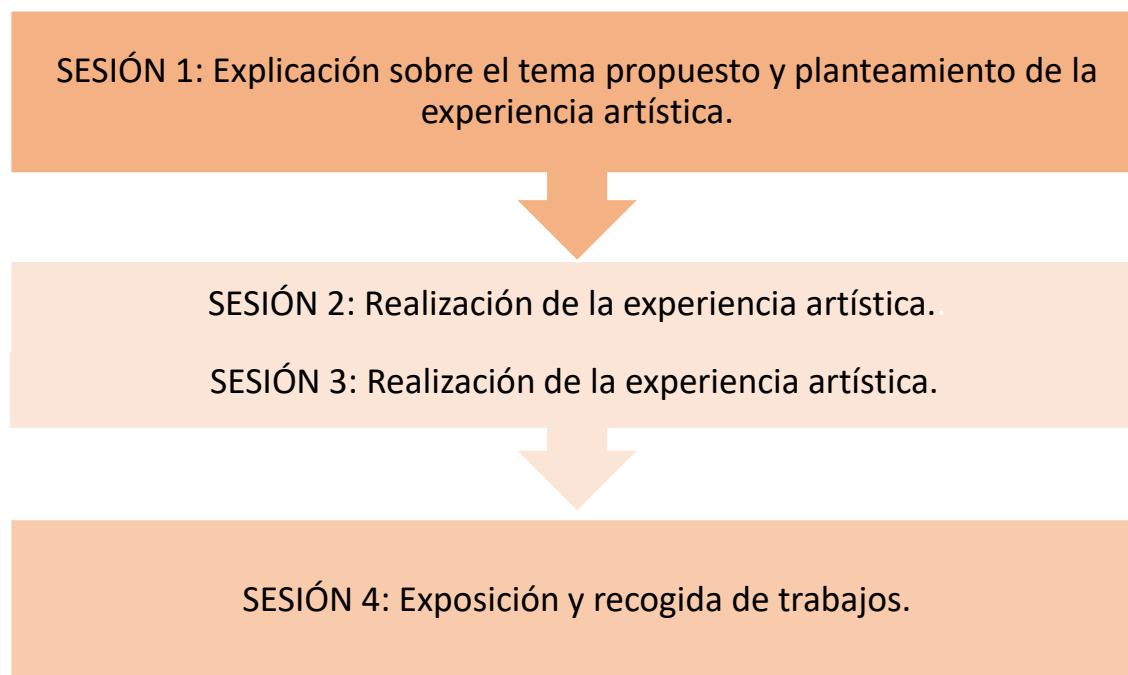 SESIÓN 1: Explicación sobre el tema propuesto y planteamiento de la
experiencia artística.
SESIÓN 2: Realización de la experiencia artística..
SESIÓN 3: Realización de la experiencia artística.
SESIÓN 4: Exposición y recogida de trabajos.